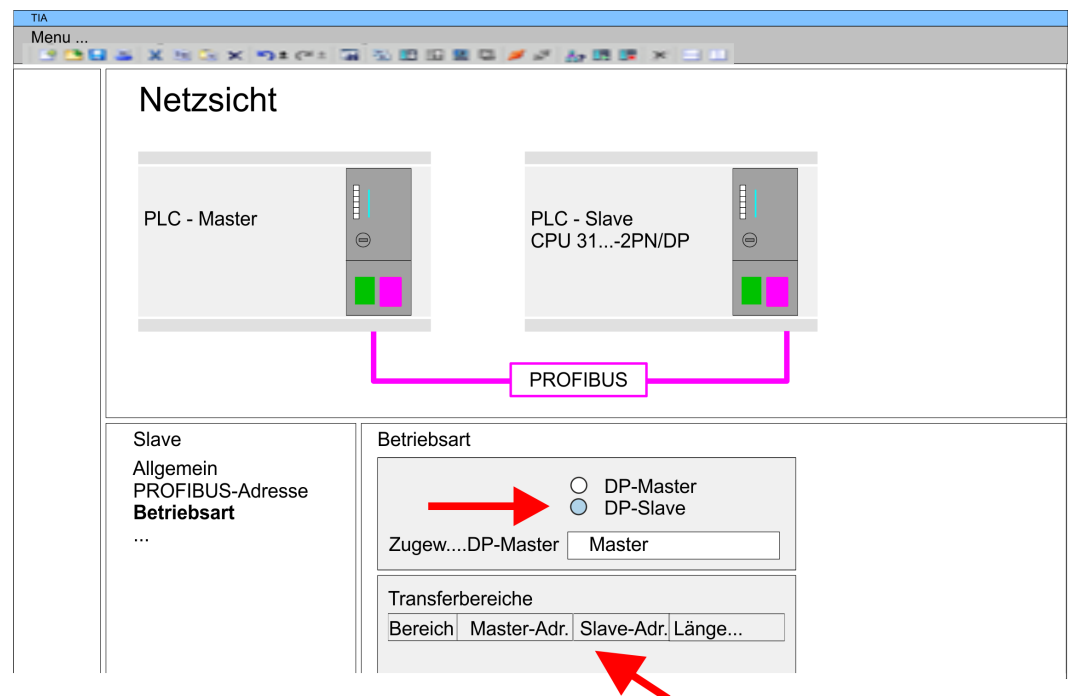 TIA
Menu ...
Netzsicht
PLC - Master
PLC - Slave
CPU 31...-2PN/DP
PROFIBUS
Slave
Allgemein
PROFIBUS-Adresse
Betriebsart
...
Betriebsart
DP-Master
DP-Slave
Zugew....DP-Master Master
Transferbereiche
Bereich Master-Adr. Slave-Adr. Länge...